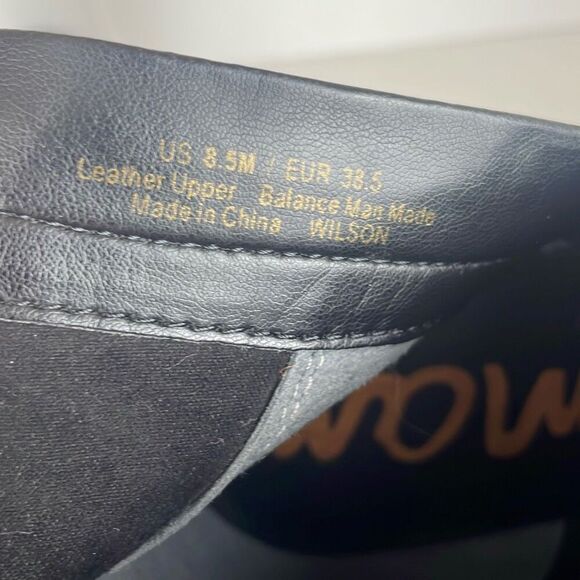 US 8.5M / EUR 38.5
Leather Upper Balance Man Made
Made in China WILSON